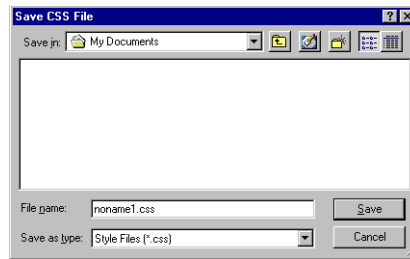 Save CSS File
Save in: My Documents
File name: noname1.css Save
Save as type: Style Files (*.css) Cancel